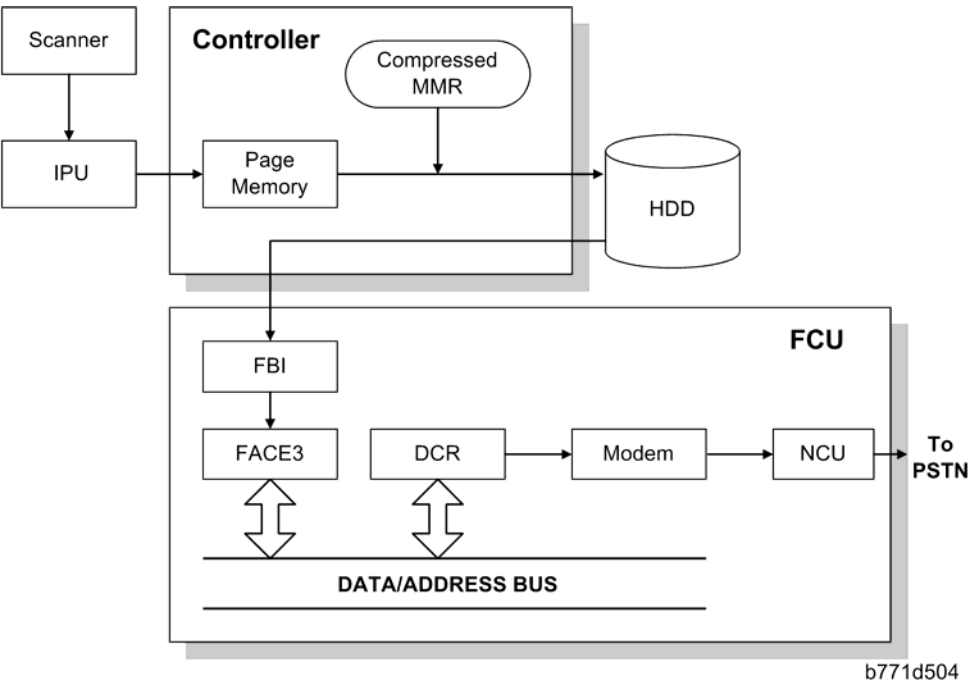 Scanner
Controller
Compressed
MMR
IPU
Page
Memory
HDD
FCU
FBI
FACE3
DCR
Modem
NCU
To
PSTN
DATA/ADDRESS BUS
b771d504